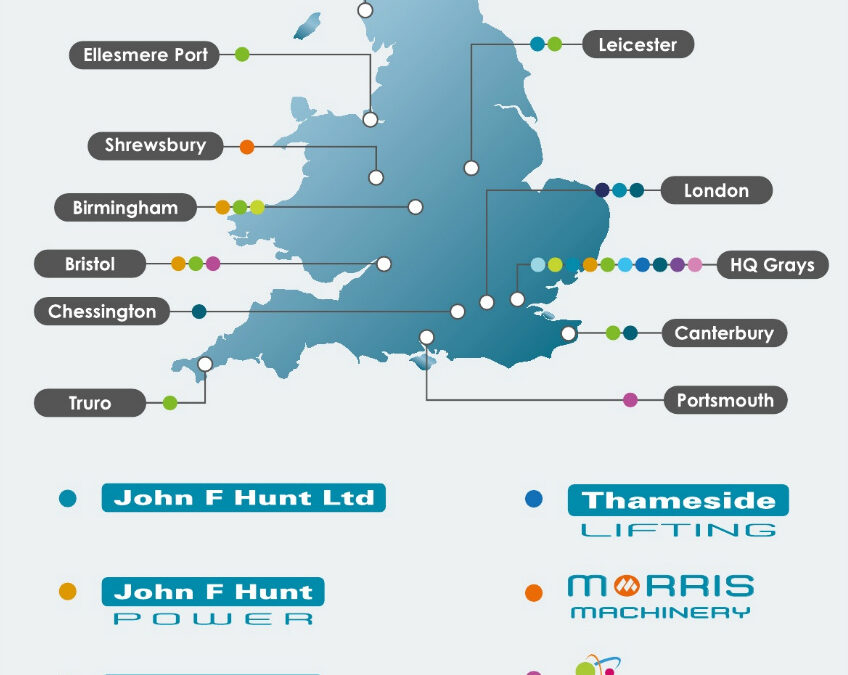 Ellesmere Port
Leicester
Shrewsbury
London
Birmingham
Bristol
HQ Grays
Chessington
Canterbury
Truro
Portsmouth
John F Hunt Ltd
Thameside
LIFTING
John F Hunt
POWER
MORRIS
MACHINERY